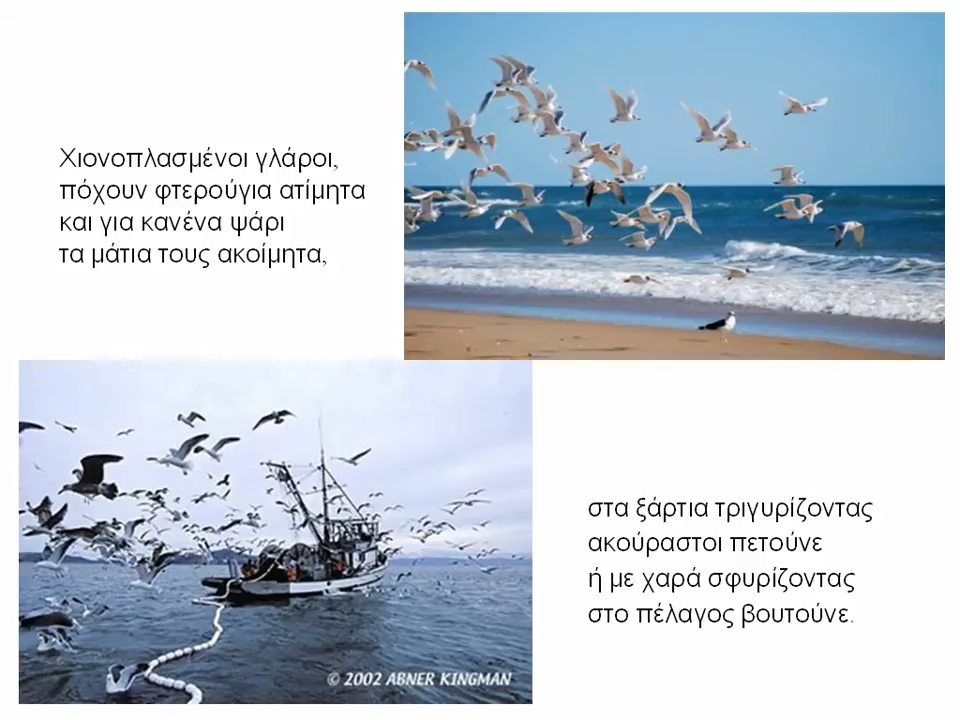 Χιονοπλασμένοι γλάροι,
πόχουν φτερούγια ατίμητα
και για κανένα ψάρι
τα μάτια τους ακοίμητα,
στα ξάρτια τριγυρίζοντας
ακούραστοι πετούνε
ή με χαρά σφυρίζοντας
στο πέλαγος βουτούνε.
© 2002 ABNER KINGMAN